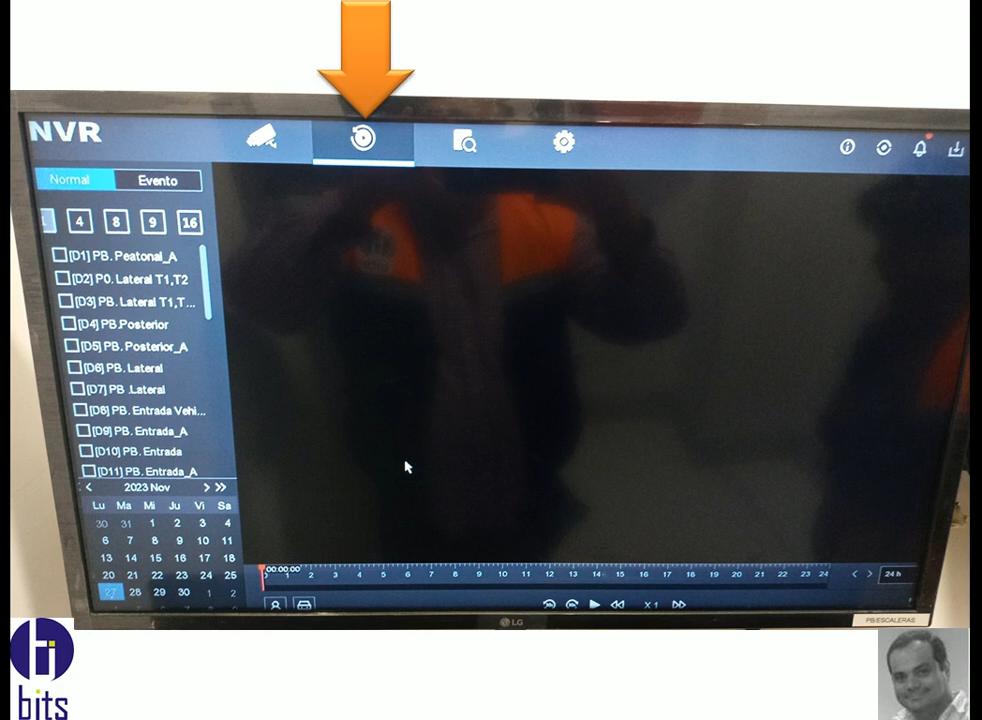 NVR
Normal Evento
4 8 9 16
[D1] PB. Peatonal_A
[D2] P0. Lateral T1,T2
[D3] PB. Lateral T1,T...
[D4] PB.Posterior
[D5] PB. Posterior_A
[D6] PB. Lateral
[D7] PB .Lateral
[D8] PB. Entrada Vehi...
[D9] PB. Entrada_A
[D10] PB. Entrada
[D11] PB. Entrada_A
< 2023 Nov > >>
Lu Ma Mi Ju Vi Sa
30 31 1 2 3 4
6 7 8 9 10 11
13 14 15 16 17 18
20 21 22 23 24 25
27 28 29 30 1 2
00:00:00
1 2 3 4 5 6 7 8 9 10 11 12 13 14 15 16 17 18 19 20 21 22 23 24
< > 24 h
X 1
LG
PB/ESCALERAS
bits